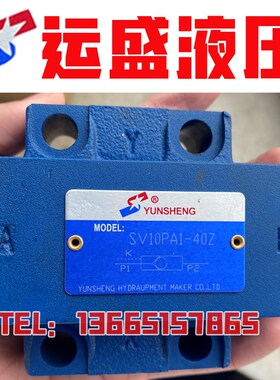 运盛液压
Y
A
YUNSHENG
®
MODEL: SV10PA1-40Z
K
P1 P2
YUNSHENG HYDRAUPMENT MAKER CO.LTD
TEL: 13665157865